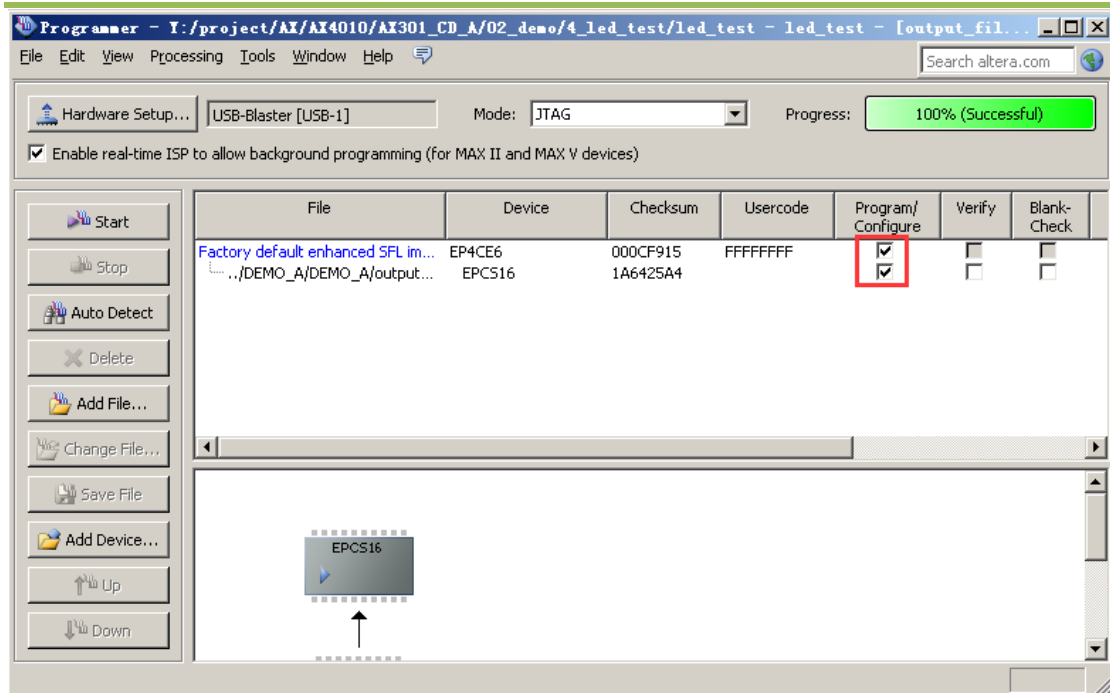 Programmer - Y:/project/AX/AX4010/AX301_CD_A/02_demo/4_led_test/led_test - led_test - [output_fil...
File Edit View Processing Tools Window Help
Search altera.com
Hardware Setup... USB-Blaster [USB-1] Mode: JTAG Progress: 100% (Successful)
Enable real-time ISP to allow background programming (for MAX II and MAX V devices)
Start
Stop
Auto Detect
Delete
Add File...
Change File...
Save File
Add Device...
Up
Down
File Device Checksum Usercode Program/ Verify Blank-
Configure Check
Factory default enhanced SFL im... EP4CE6 000CF915 FFFFFFFF
../DEMO_A/DEMO_A/output... EPCS16 1A6425A4
EPCS16